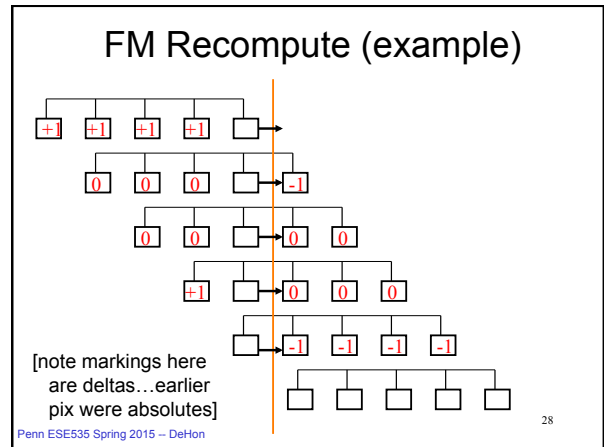 FM Recompute (example)
+1 +1 +1 +1
0 0 0 -1
0 0 0 0
+1 0 0 0
-1 -1 -1 -1
[note markings here
are deltas…earlier
pix were absolutes]
28
Penn ESE535 Spring 2015 -- DeHon